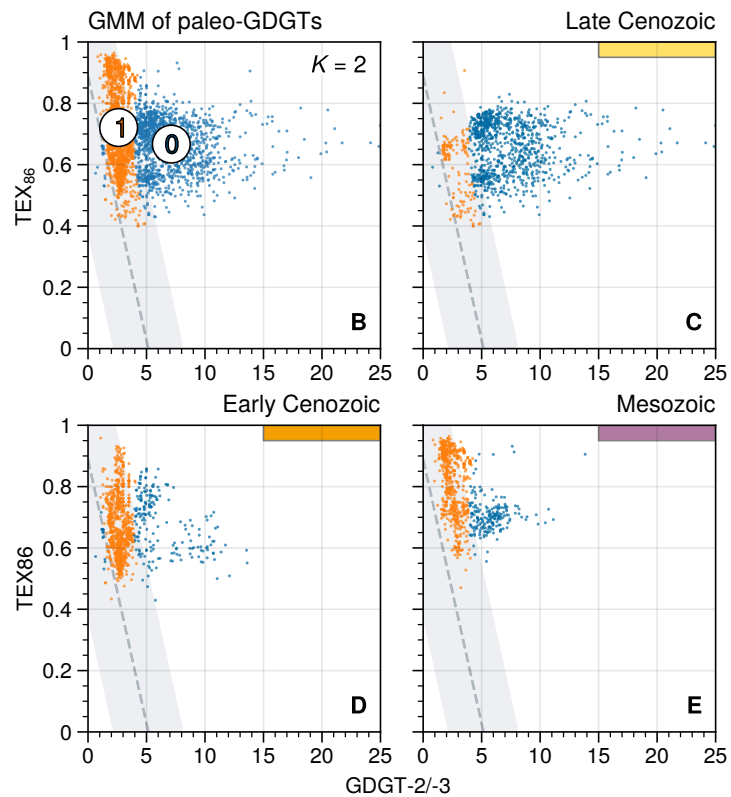 GMM of paleo-GDGTs
Late Cenozoic
K = 2
1
0
TEX₈₆
1
0.8
0.6
0.4
0.2
0
B
C
0 5 10 15 20 25
0 5 10 15 20 25
Early Cenozoic
Mesozoic
TEX86
1
0.8
0.6
0.4
0.2
0
D
E
0 5 10 15 20 25
0 5 10 15 20 25
GDGT-2/-3